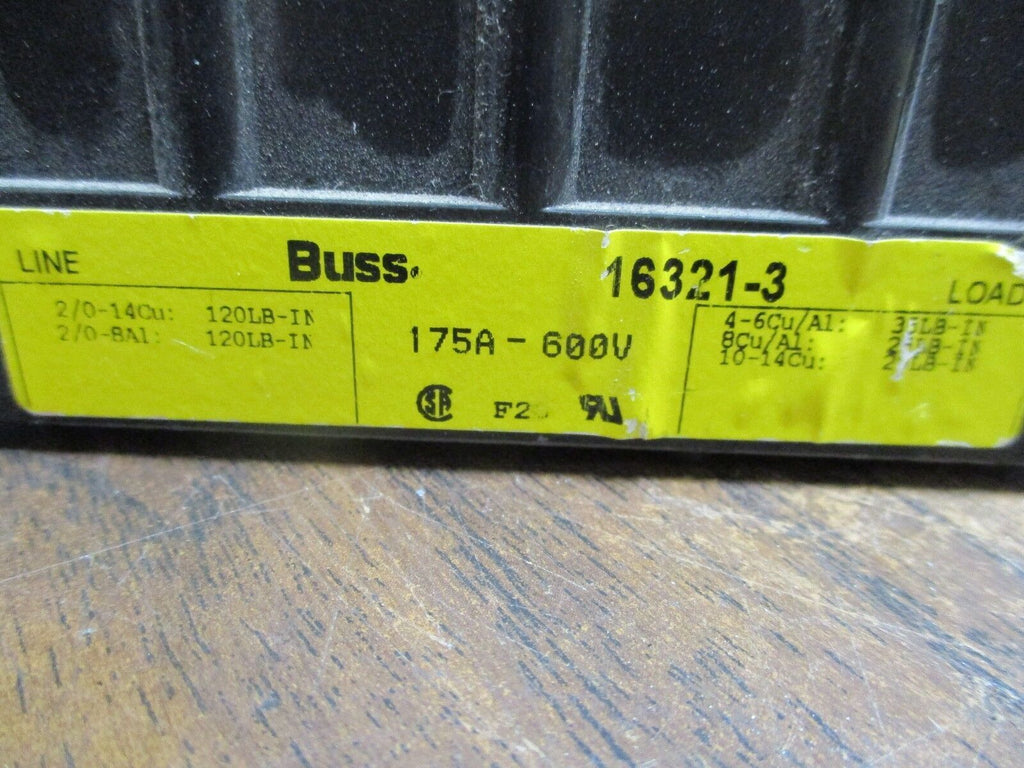 LINE
Buss.
16321-3
LOAD
2/0-14Cu: 120LB-IN
2/0-8Al: 120LB-IN
175A - 600V
4-6Cu/Al:
8Cu/Al:
10-14Cu: